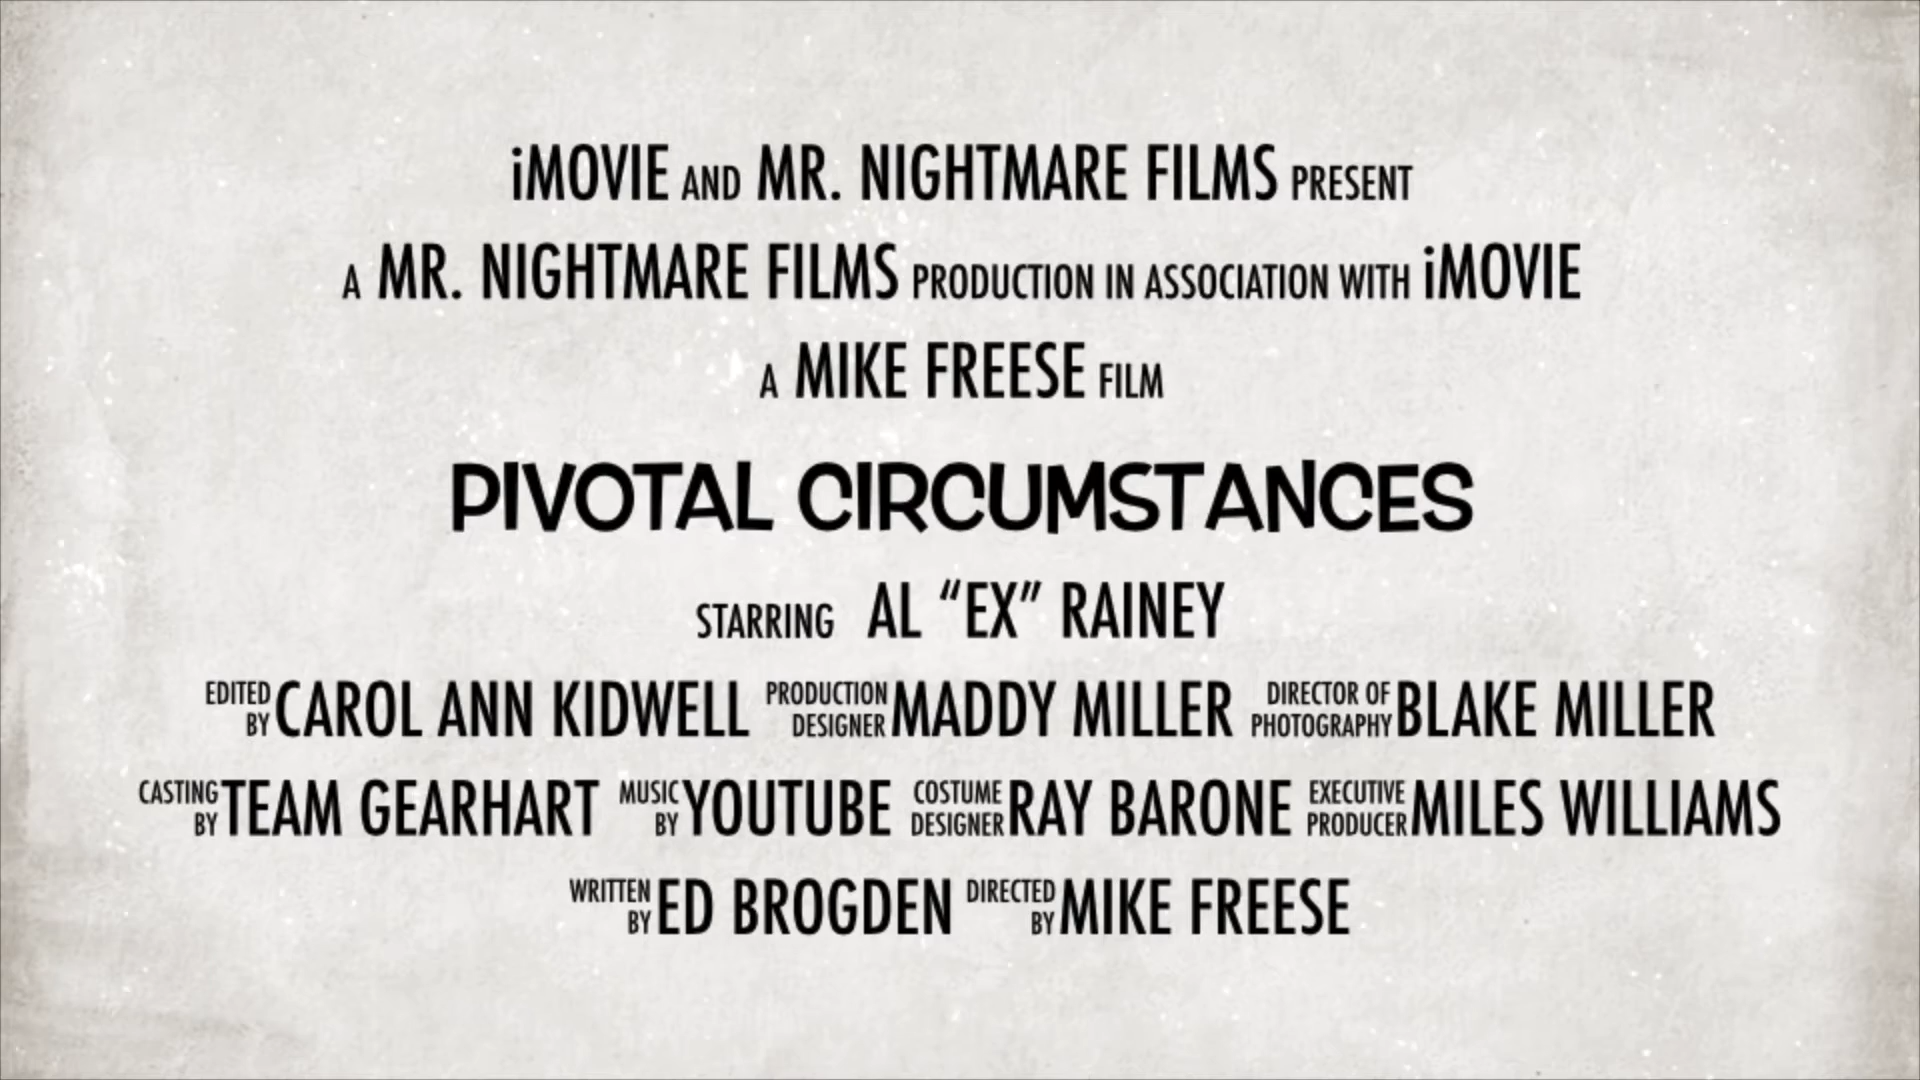 iMOVIE AND MR. NIGHTMARE FILMS PRESENT
A MR. NIGHTMARE FILMS PRODUCTION IN ASSOCIATION WITH iMOVIE
A MIKE FREESE FILM
PIVOTAL CIRCUMSTANCES
STARRING AL “EX” RAINEY
EDITED BY CAROL ANN KIDWELL PRODUCTION DESIGNER MADDY MILLER DIRECTOR OF PHOTOGRAPHY BLAKE MILLER
CASTING BY TEAM GEARHART MUSIC BY YOUTUBE COSTUME DESIGNER RAY BARONE EXECUTIVE PRODUCER MILES WILLIAMS
WRITTEN BY ED BROGDEN DIRECTED BY MIKE FREESE